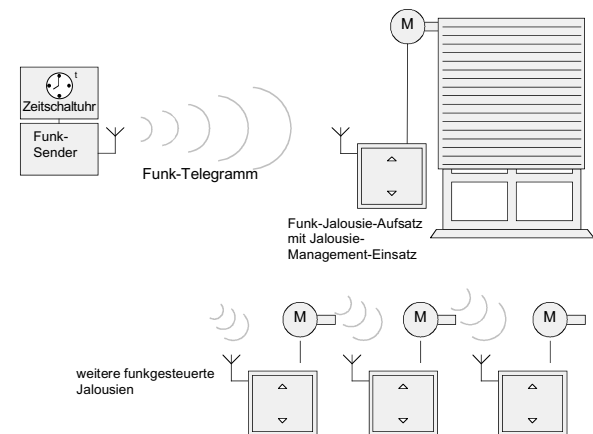 M
t
Zeitschaltuhr
Funk-
Sender
Funk-Telegramm
Funk-Jalousie-Aufsatz
mit Jalousie-
Management-Einsatz
M
M
M
weitere funkgesteuerte
Jalousien